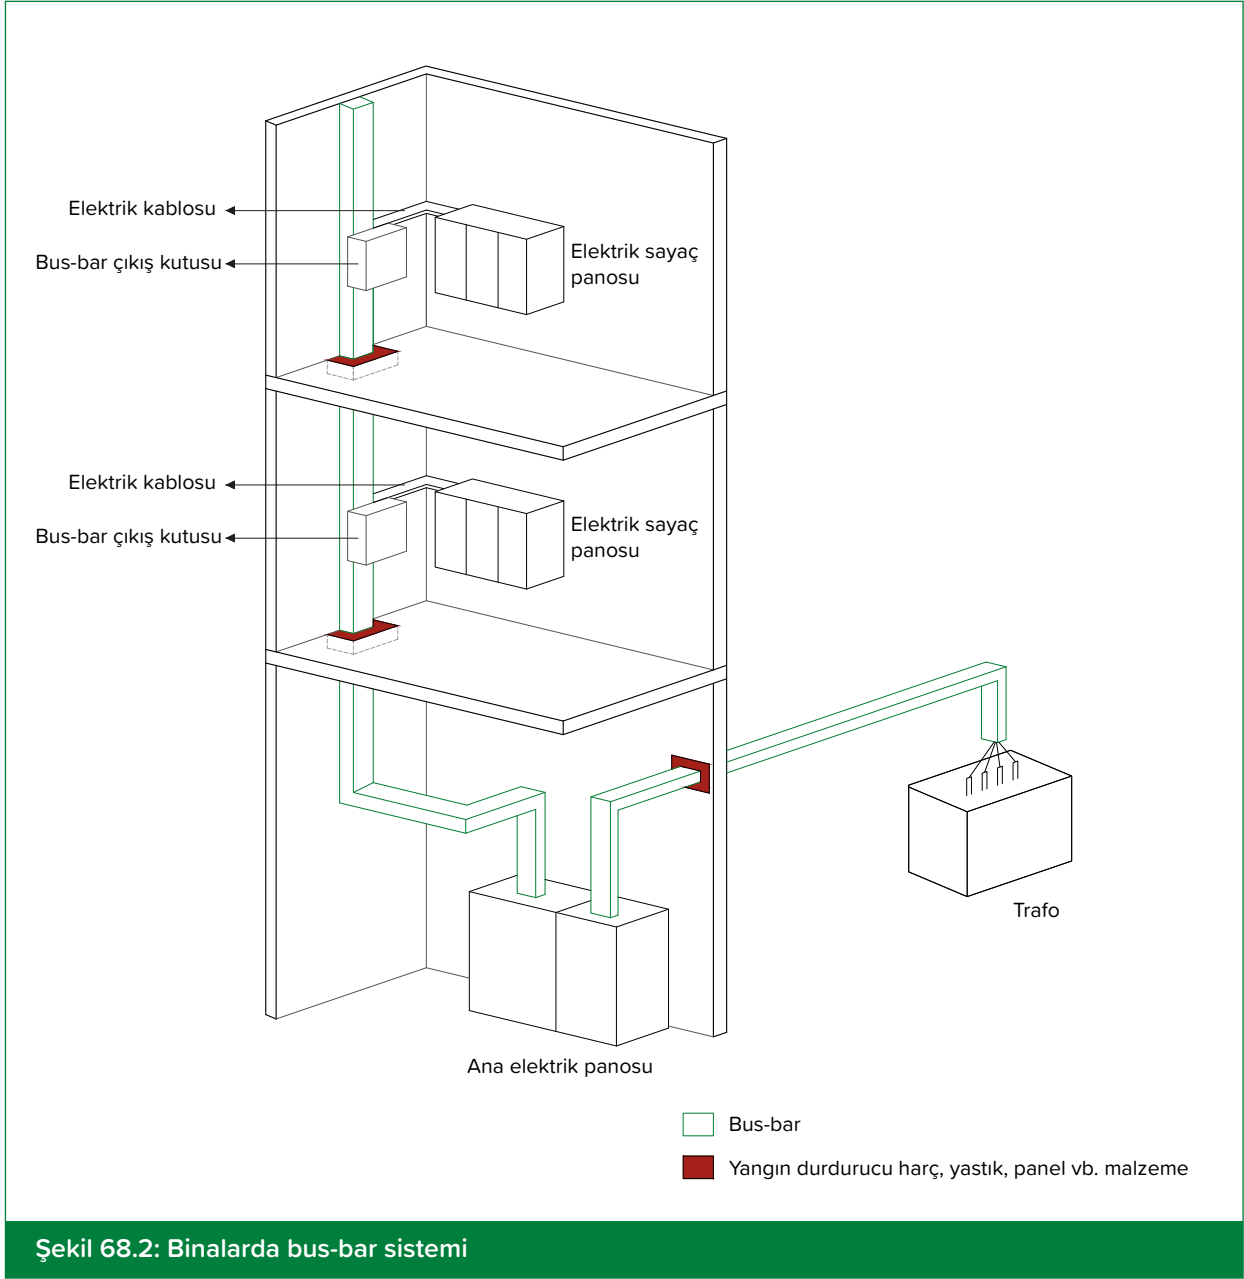 Elektrik kablosu
Bus-bar çıkış kutusu
Elektrik sayaç
panosu
Elektrik kablosu
Bus-bar çıkış kutusu
Elektrik sayaç
panosu
Trafo
Ana elektrik panosu
Bus-bar
Yangın durdurucu harç, yastık, panel vb. malzeme
Şekil 68.2: Binalarda bus-bar sistemi